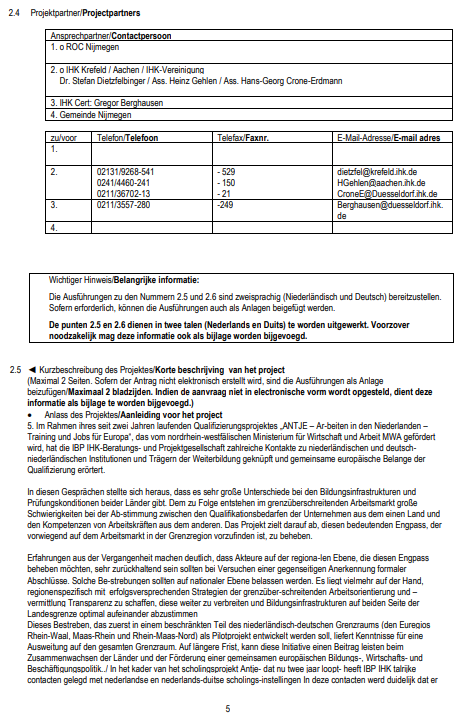 2.4 Projektpartner/Projectpartners
Ansprechpartner/Contactpersoon
1. o ROC Nijmegen
2. o IHK Krefeld / Aachen / IHK-Vereinigung
Dr. Stefan Dietzfelbinger / Ass. Heinz Gehlen / Ass. Hans-Georg Crone-Erdmann
3. IHK Cert: Gregor Berghausen
4. Gemeinde Nijmegen
zu/voor Telefon/Telefoon Telefax/Faxnr. E-Mail-Adresse/E-mail adres
1.
2. 02131/9268-541 - 529 dietzfel@krefeld.ihk.de
0241/4460-241 - 150 HGehlen@aachen.ihk.de
0211/36702-13 - 21 CroneE@Duesseldorf.ihk.de
3. 0211/3557-280 -249 Berghausen@duesseldorf.ihk.
de
4.
Wichtiger Hinweis/Belangrijke informatie:
Die Ausführungen zu den Nummern 2.5 und 2.6 sind zweisprachig (Niederländisch und Deutsch) bereitzustellen.
Sofern erforderlich, können die Ausführungen auch als Anlagen beigefügt werden.
De punten 2.5 en 2.6 dienen in twee talen (Nederlands en Duits) te worden uitgewerkt. Voorzover
noodzakelijk mag deze informatie ook als bijlage worden bijgevoegd.
2.5 ◄ Kurzbeschreibung des Projektes/Korte beschrijving van het project
(Maximal 2 Seiten. Sofern der Antrag nicht elektronisch erstellt wird, sind die Ausführungen als Anlage
beizufügen/Maximaal 2 bladzijden. Indien de aanvraag niet in electronische vorm wordt opgesteld, dient deze
informatie als bijlage te worden bijgevoegd.)
• Anlass des Projektes/Aanleiding voor het project
5. Im Rahmen ihres seit zwei Jahren laufenden Qualifizierungsprojektes „ANTJE – Ar-beiten in den Niederlanden –
Training und Jobs für Europa“, das vom nordrhein-westfälischen Ministerium für Wirtschaft und Arbeit MWA gefördert
wird, hat die IBP IHK-Beratungs- und Projektgesellschaft zahlreiche Kontakte zu niederländischen und deutsch-
niederländischen Institutionen und Trägern der Weiterbildung geknüpft und gemeinsame europäische Belange der
Qualifizierung erörtert.
In diesen Gesprächen stellte sich heraus, dass es sehr große Unterschiede bei den Bildungsinfrastrukturen und
Prüfungskonditionen beider Länder gibt. Dem zu Folge entstehen im grenzüberschreitenden Arbeitsmarkt große
Schwierigkeiten bei der Ab-stimmung zwischen den Qualifikationsbedarfen der Unternehmen aus dem einen Land und
den Kompetenzen von Arbeitskräften aus dem anderen. Das Projekt zielt darauf ab, diesen bedeutenden Engpass, der
vorwiegend auf dem Arbeitsmarkt in der Grenzregion vorzufinden ist, zu beheben.
Erfahrungen aus der Vergangenheit machen deutlich, dass Akteure auf der regiona-len Ebene, die diesen Engpass
beheben möchten, sehr zurückhaltend sein sollten bei Versuchen einer gegenseitigen Anerkennung formaler
Abschlüsse. Solche Be-strebungen sollten auf nationaler Ebene belassen werden. Es liegt vielmehr auf der Hand,
regionenspezifisch mit erfolgsversprechenden Strategien der grenzüber-schreitenden Arbeitsorientierung und –
vermittlung Transparenz zu schaffen, diese weiter zu verbreiten und Bildungsinfrastrukturen auf beiden Seite der
Landesgrenze optimal aufeinander abzustimmen
Dieses Bestreben, das zuerst in einem beschränkten Teil des niederländisch-deutschen Grenzraums (den Euregios
Rhein-Waal, Maas-Rhein und Rhein-Maas-Nord) als Pilotprojekt entwickelt werden soll, liefert Kenntnisse für eine
Ausweitung auf den gesamten Grenzraum. Auf längere Frist, kann diese Initiative einen Beitrag leisten beim
Zusammenwachsen der Länder und der Förderung einer gemeinsamen europäischen Bildungs-, Wirtschafts- und
Beschäftigungspolitik../ In het kader van het scholingsproject Antje- dat nu twee jaar loopt- heeft IBP IHK talrijke
contacten gelegd met nederlandse en nederlands-duitse scholings-instellingen In deze contacten werd duidelijk dat er
5